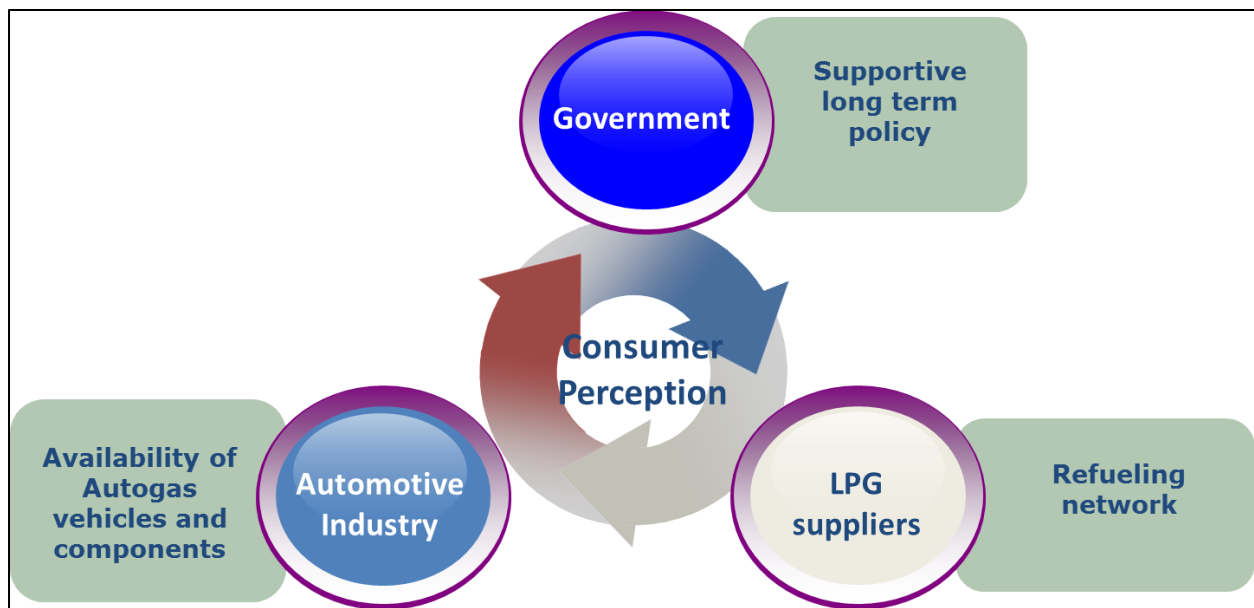 Government
Supportive
long term
policy
Consumer
Perception
Availability of
Autogas
vehicles and
components
Automotive
Industry
LPG
suppliers
Refueling
network